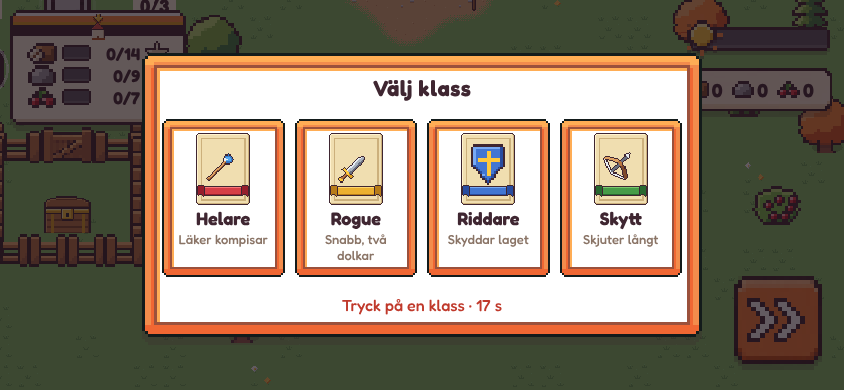 0/3
0/14
0/9
0/7
0
0
0
Välj klass
Helare
Läker kompisar
Rogue
Snabb, två
dolkar
Riddare
Skyddar laget
Skytt
Skjuter långt
Tryck på en klass · 17 s